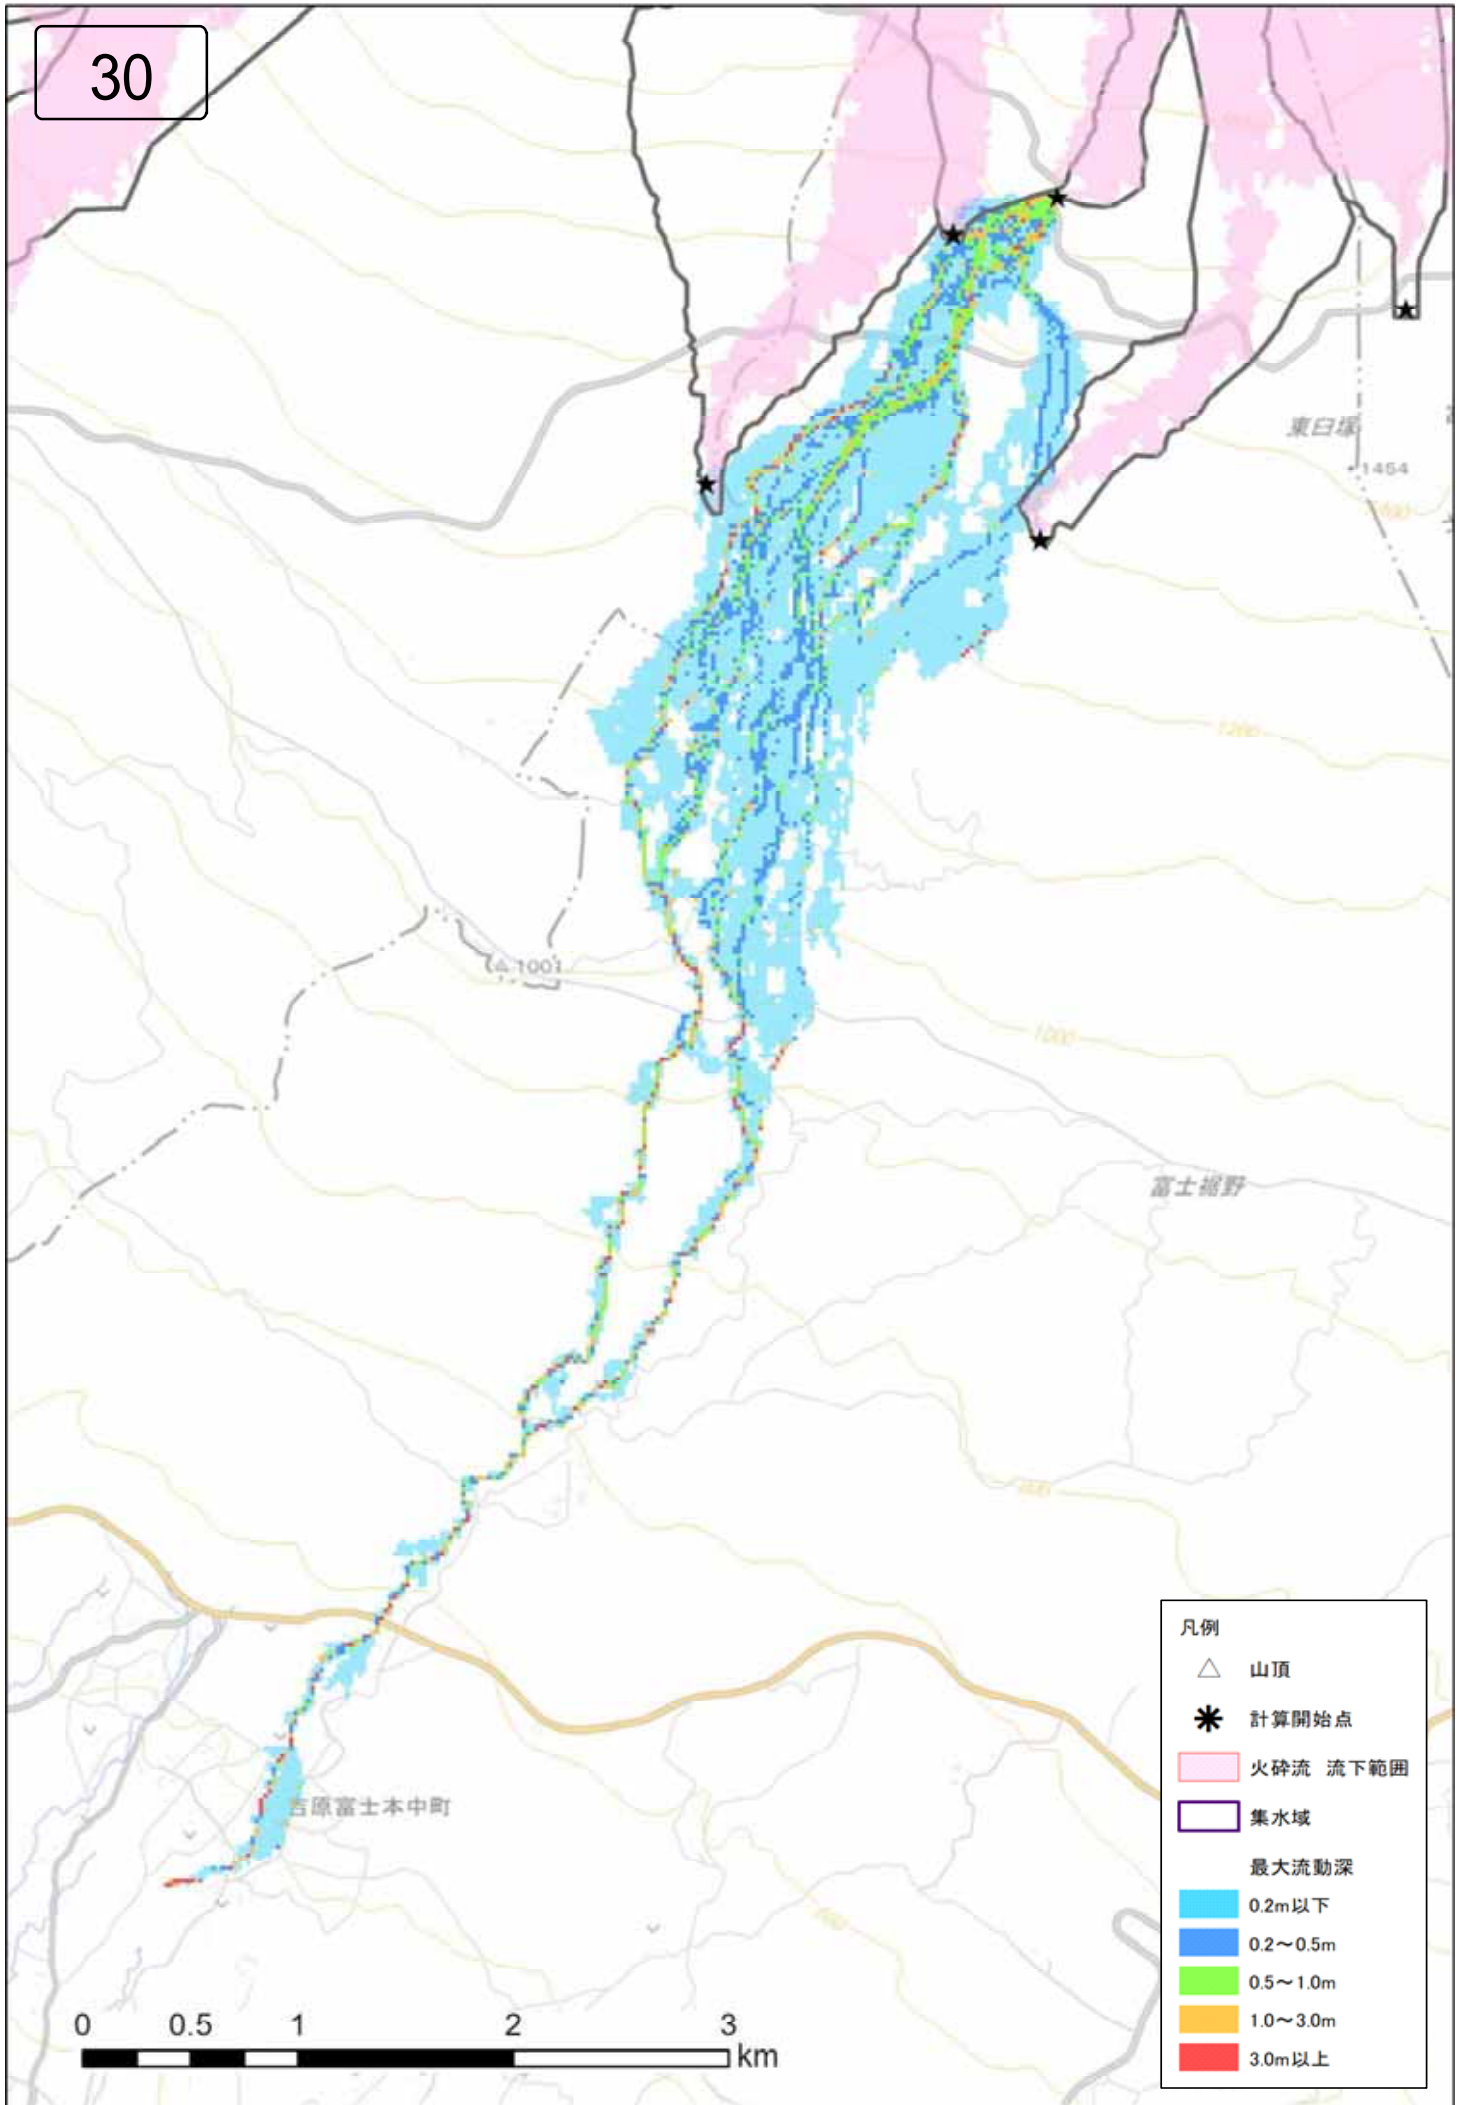 30
東臼塚
1454
1200
1001
1000
富士裾野
吉原富士本中町
凡例
山頂
計算開始点
火砕流 流下範囲
集水域
最大流動深
0.2m以下
0.2～0.5m
0.5～1.0m
1.0～3.0m
3.0m以上
0 0.5 1 2 3
km